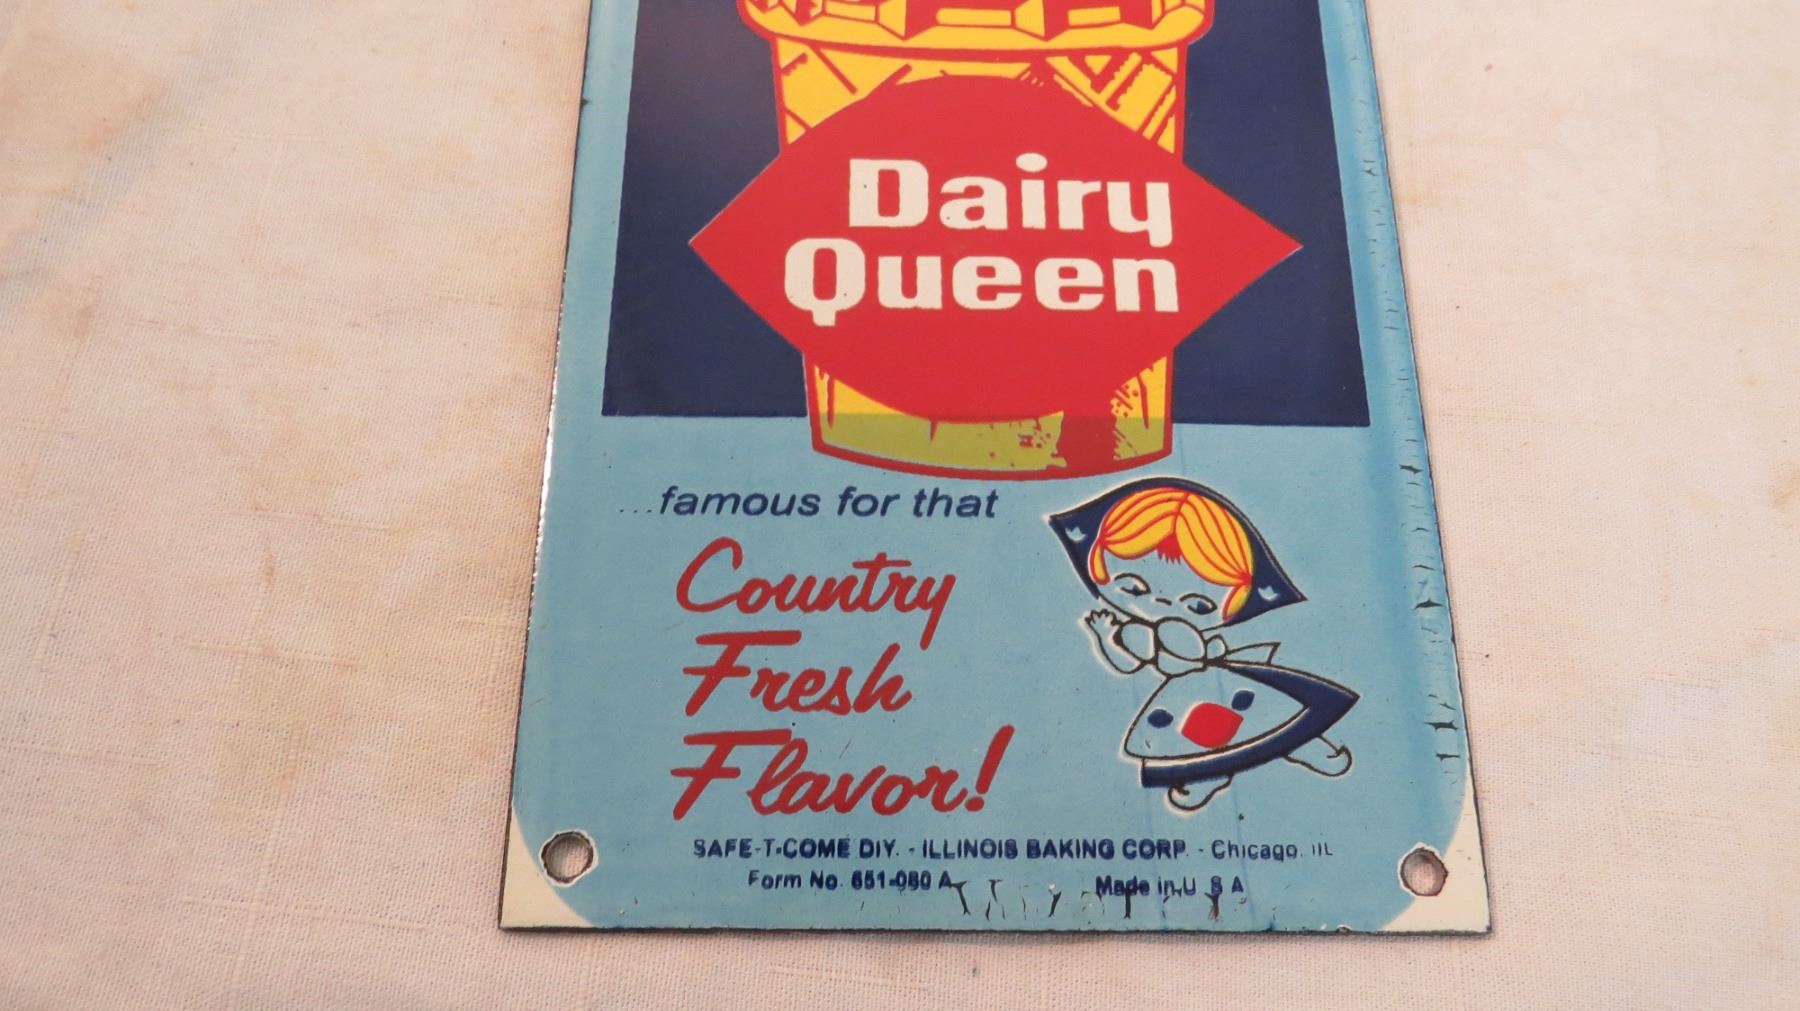 Dairy
Queen
...famous for that
Country
Fresh
Flavor!
SAFE-T-COME DIV. - ILLINOIS BAKING CORP. - Chicago, IIL
Form No. 651-080 A
Made in U S A